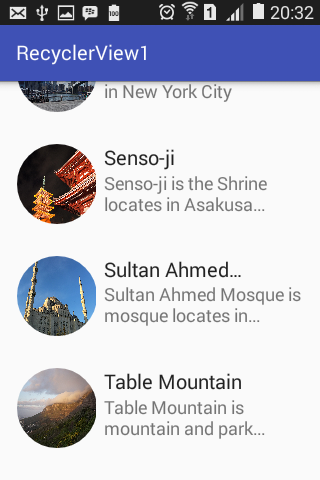 20:32
RecyclerView1
in New York City
Senso-ji
Senso-ji is the Shrine
locates in Asakusa...
Sultan Ahmed...
Sultan Ahmed Mosque is
mosque locates in...
Table Mountain
Table Mountain is
mountain and park...